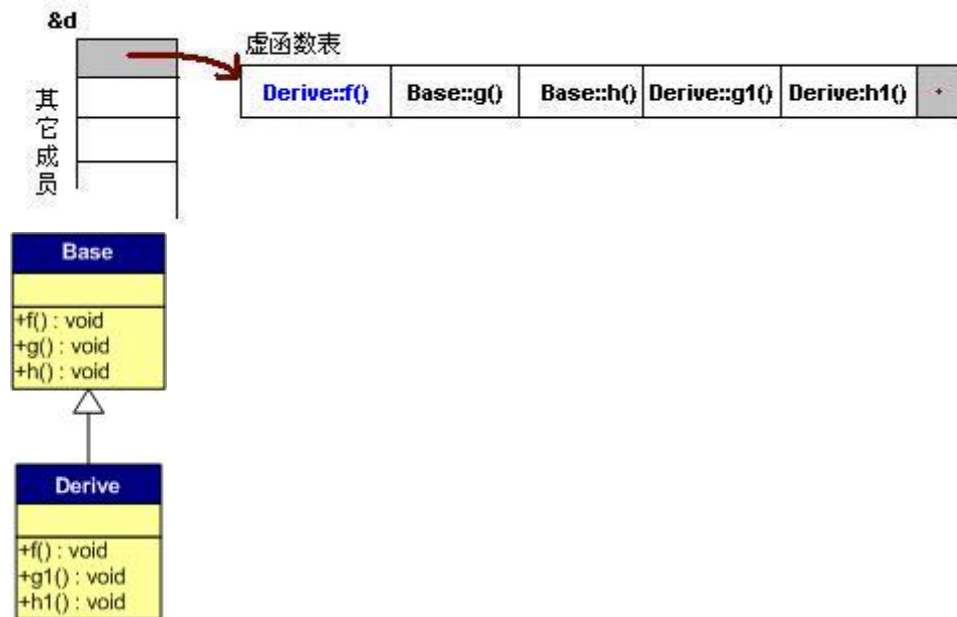 &d
虚函数表
Derive::f() Base::g() Base::h() Derive::g1() Derive:h1()
其它成员
Base
+f() : void
+g() : void
+h() : void
Derive
+f() : void
+g1() : void
+h1() : void